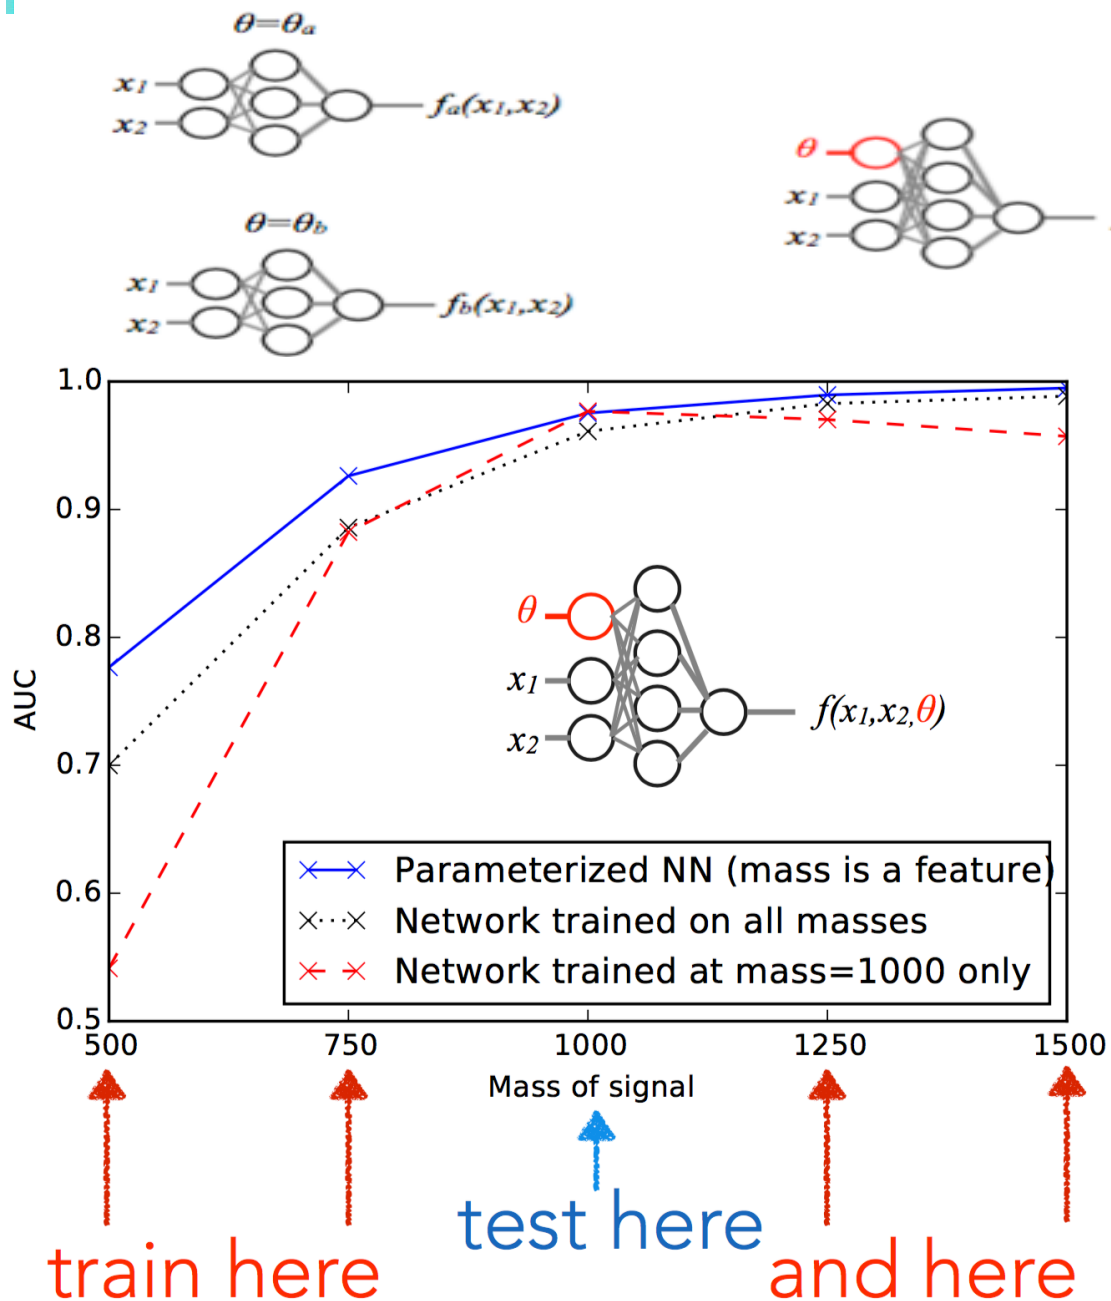 θ=θa
x1
x2
fa(x1,x2)
θ
x1
x2
θ=θb
x1
x2
fb(x1,x2)
1.0
0.9
0.8
0.7
0.6
0.5
AUC
θ
x1
x2
f(x1,x2,θ)
Parameterized NN (mass is a feature)
Network trained on all masses
Network trained at mass=1000 only
500 750 1000 1250 1500
Mass of signal
test here
train here
and here